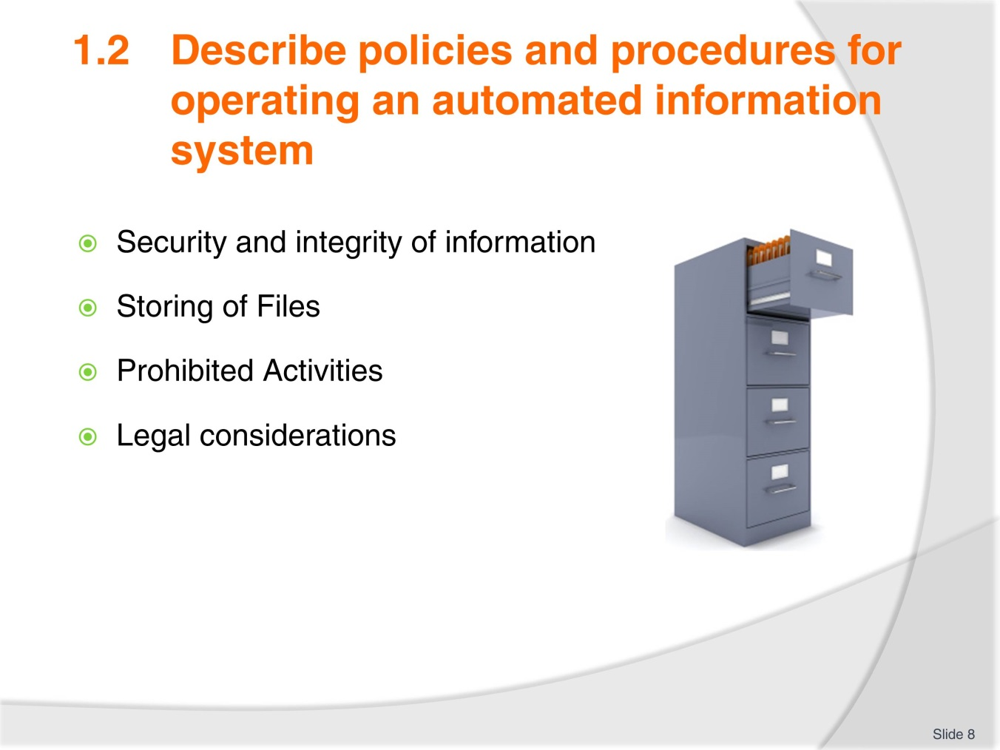 1.2 Describe policies and procedures for
operating an automated information
system
Security and integrity of information
Storing of Files
Prohibited Activities
Legal considerations
Slide 8